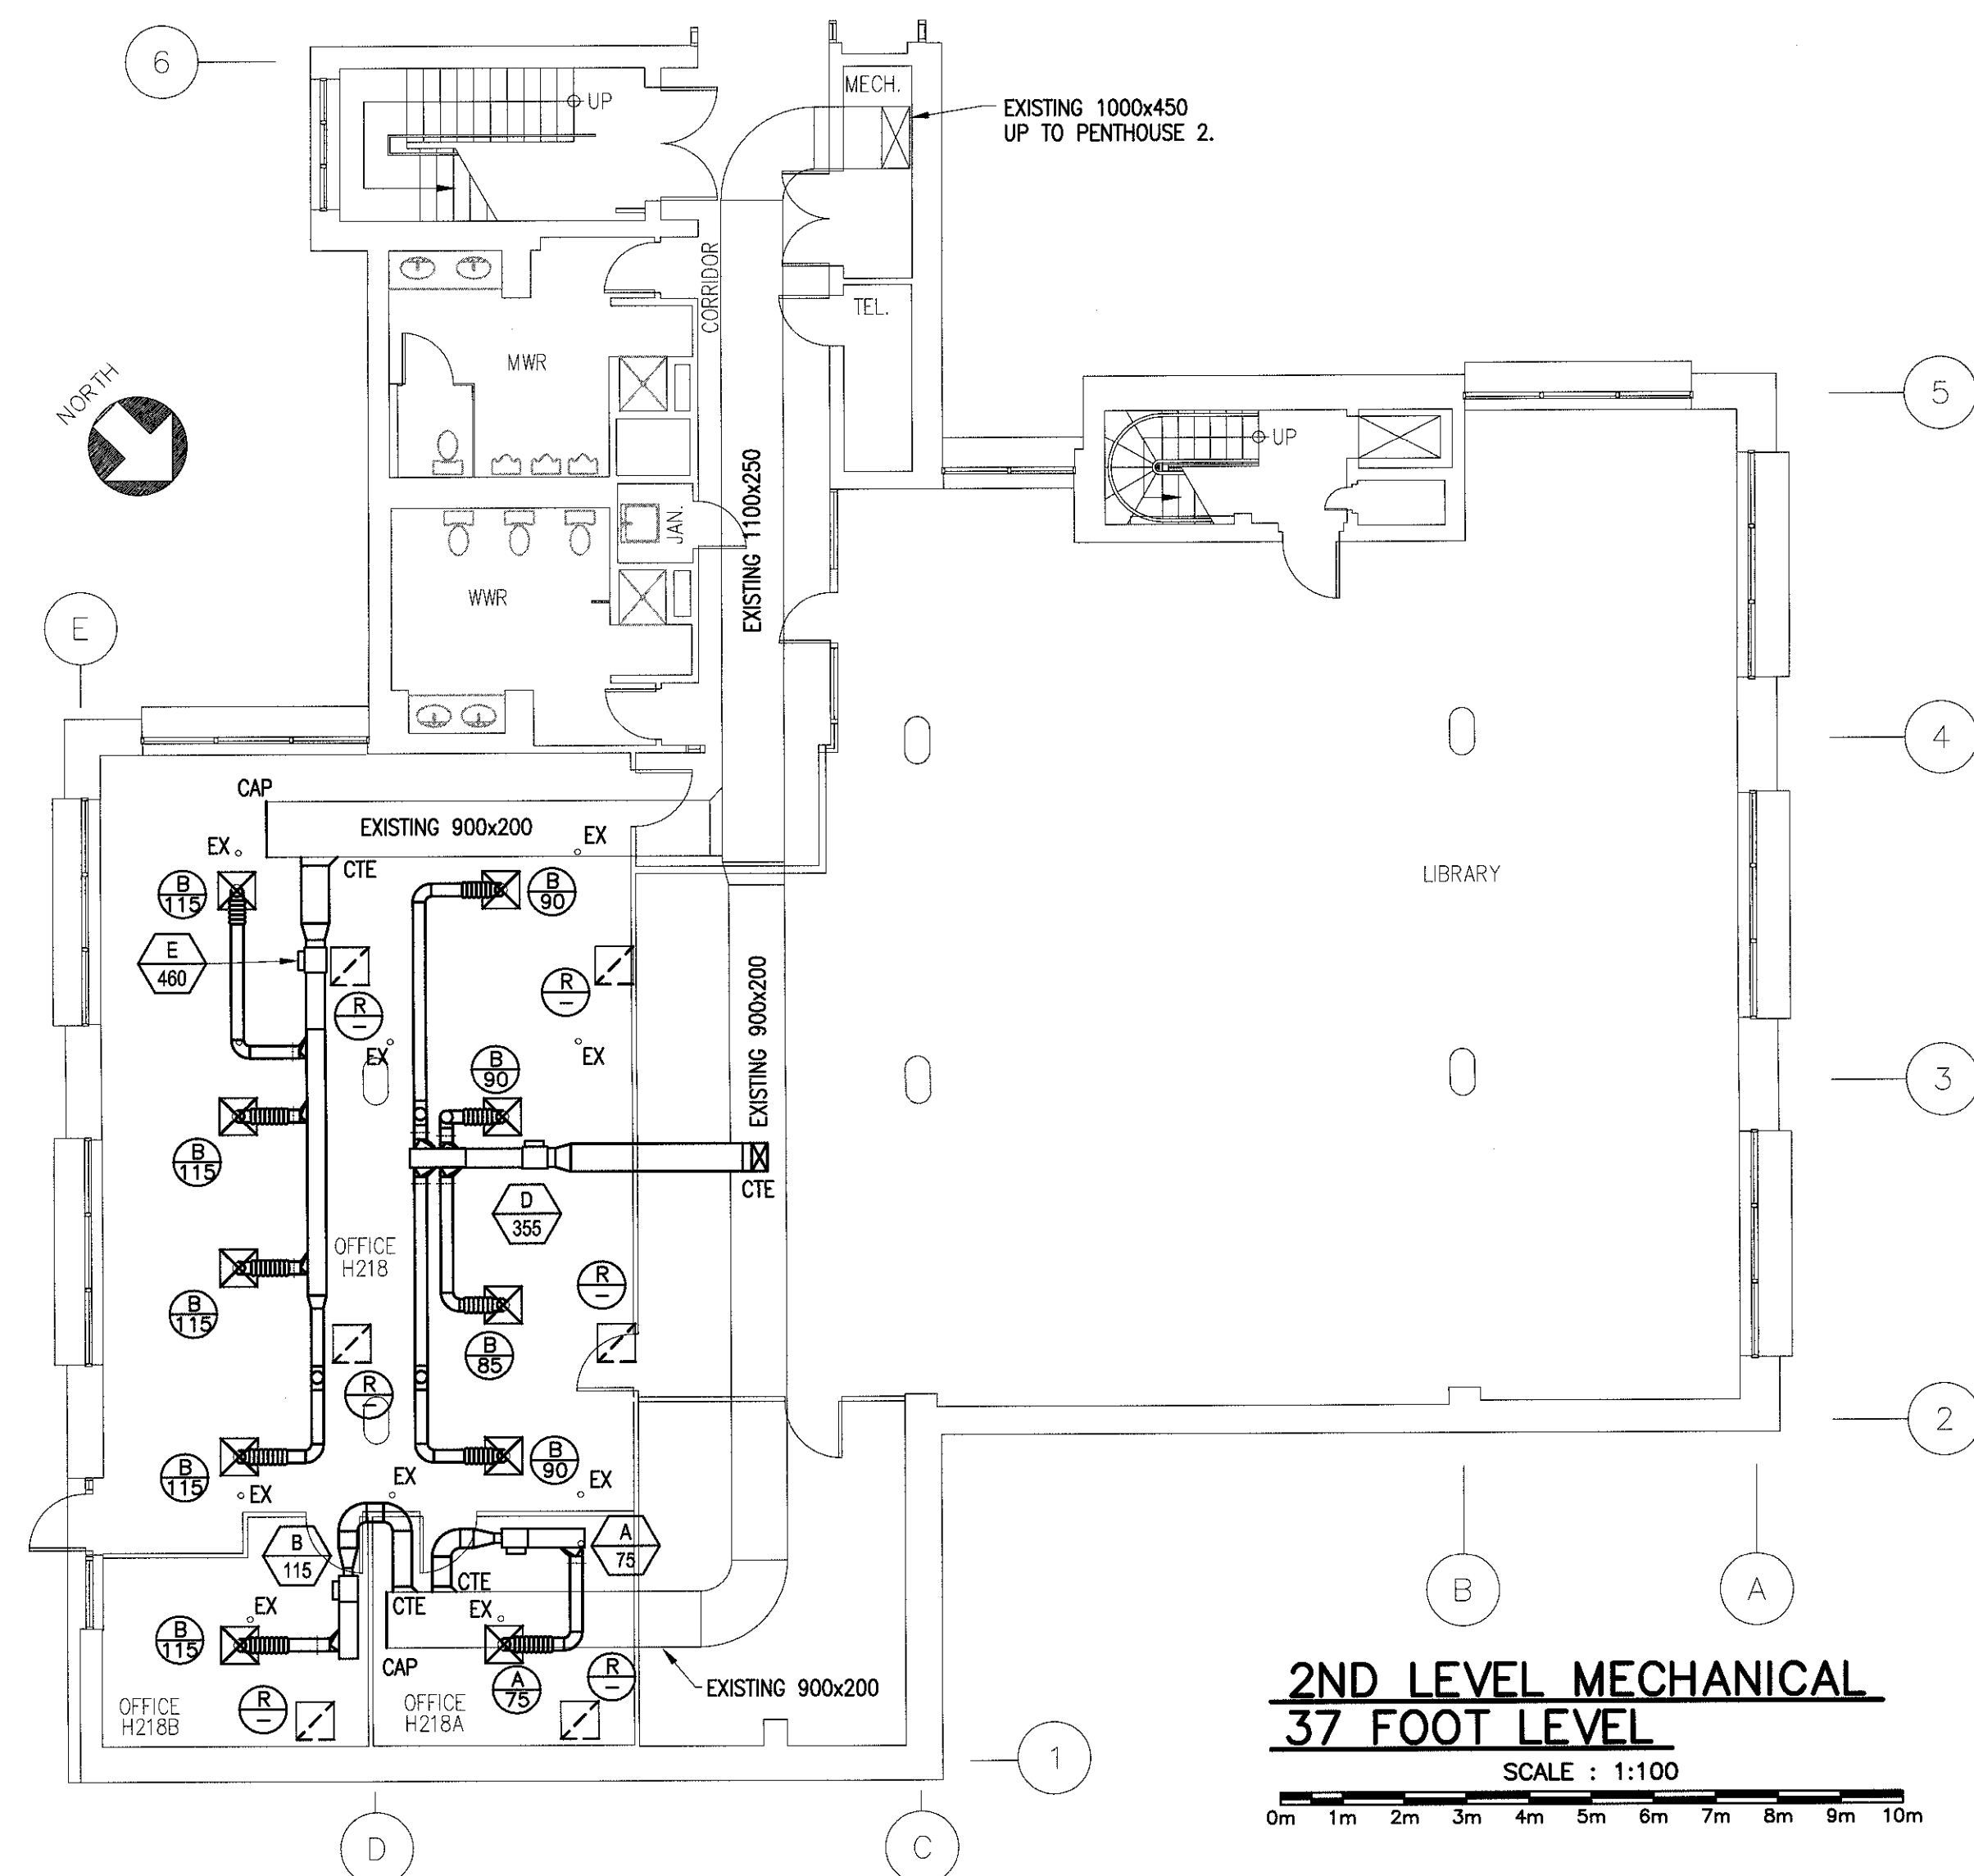 6
UP
MECH.
EXISTING 1000x450
UP TO PENTHOUSE 2.
CORRIDOR
TEL.
NORTH
MWR
5
UP
EXISTING 1100x250
JAN.
WWR
E
4
CAP
EXISTING 900x200
EX
EX
CTE
B
115
B
90
LIBRARY
E
460
R
–
R
–
EXISTING 900x200
EX
EX
B
90
3
B
115
CTE
D
355
OFFICE
H218
R
–
B
115
B
85
R
–
2
B
115
B
90
EX
EX
EX
B
115
A
75
CTE
CTE
EX
EX
B
115
B
A
CAP
A
75
R
–
EXISTING 900x200
OFFICE
H218B
R
–
OFFICE
H218A
2ND LEVEL MECHANICAL
37 FOOT LEVEL
1
SCALE : 1:100
0m 1m 2m 3m 4m 5m 6m 7m 8m 9m 10m
D
C